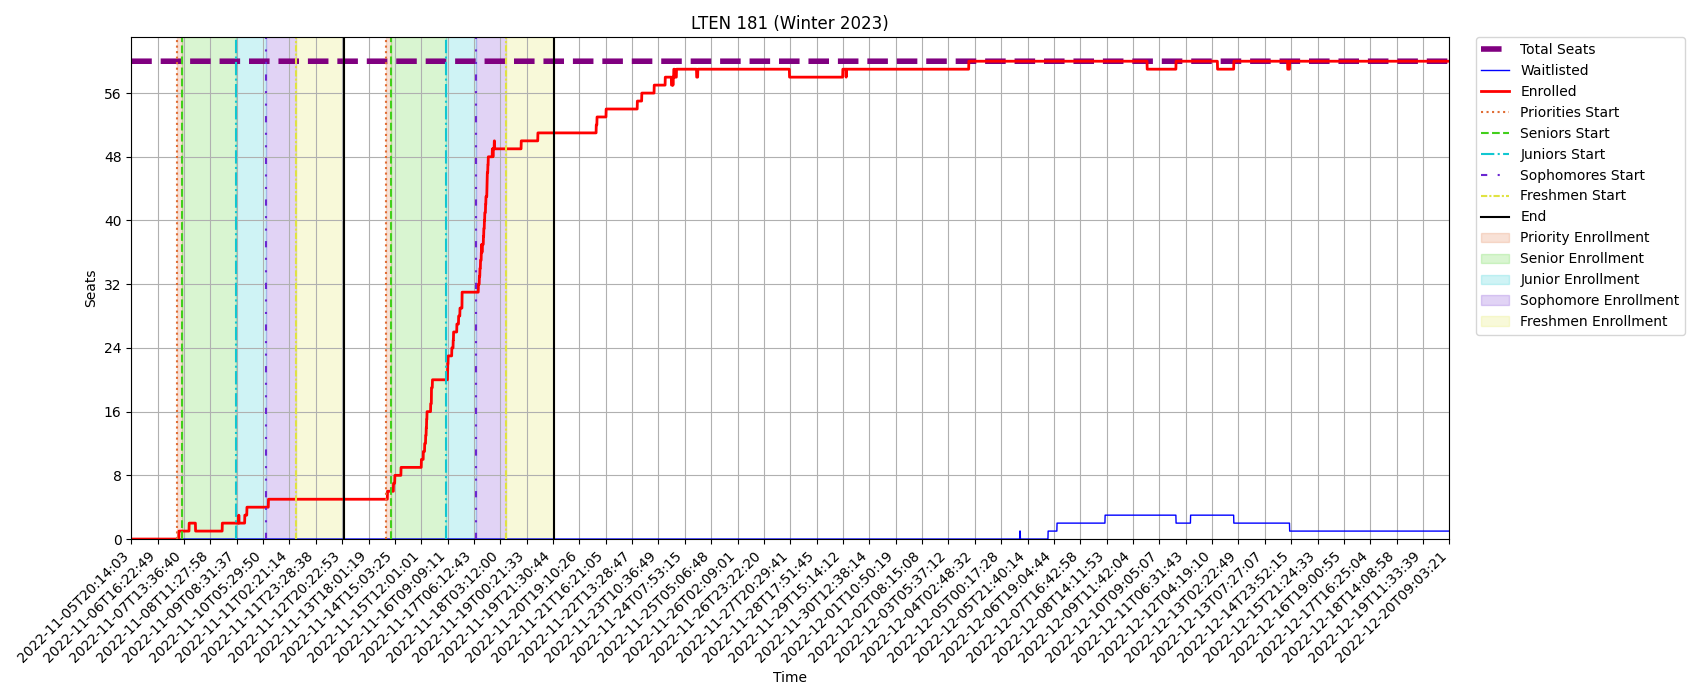 LTEN 181 (Winter 2023)
Seats
56
48
40
32
24
16
8
0
2022-11-05T20:14:03
2022-11-06T16:22:49
2022-11-07T13:36:40
2022-11-08T11:27:58
2022-11-09T08:31:37
2022-11-10T05:29:50
2022-11-11T02:21:14
2022-11-11T23:28:38
2022-11-12T20:22:53
2022-11-13T18:01:19
2022-11-14T15:03:25
2022-11-15T12:01:01
2022-11-16T09:09:11
2022-11-17T06:12:43
2022-11-18T03:12:00
2022-11-19T00:21:33
2022-11-19T21:30:44
2022-11-20T19:10:26
2022-11-21T16:21:05
2022-11-22T13:28:47
2022-11-23T10:36:49
2022-11-24T07:53:15
2022-11-25T05:06:48
2022-11-26T02:09:01
2022-11-26T23:22:20
2022-11-27T20:29:41
2022-11-28T17:51:45
2022-11-29T15:14:12
2022-11-30T12:38:14
2022-12-01T10:50:19
2022-12-02T08:15:08
2022-12-03T05:37:12
2022-12-04T02:48:32
2022-12-05T00:17:28
2022-12-05T21:40:14
2022-12-06T19:04:44
2022-12-07T16:42:58
2022-12-08T14:11:53
2022-12-09T11:42:04
2022-12-10T09:05:07
2022-12-11T06:31:43
2022-12-12T04:19:10
2022-12-13T02:22:49
2022-12-13T07:27:07
2022-12-14T23:52:15
2022-12-15T21:24:33
2022-12-16T19:00:55
2022-12-17T16:25:04
2022-12-18T14:08:58
2022-12-19T11:33:39
2022-12-20T09:03:21
Time
Total Seats
Waitlisted
Enrolled
Priorities Start
Seniors Start
Juniors Start
Sophomores Start
Freshmen Start
End
Priority Enrollment
Senior Enrollment
Junior Enrollment
Sophomore Enrollment
Freshmen Enrollment